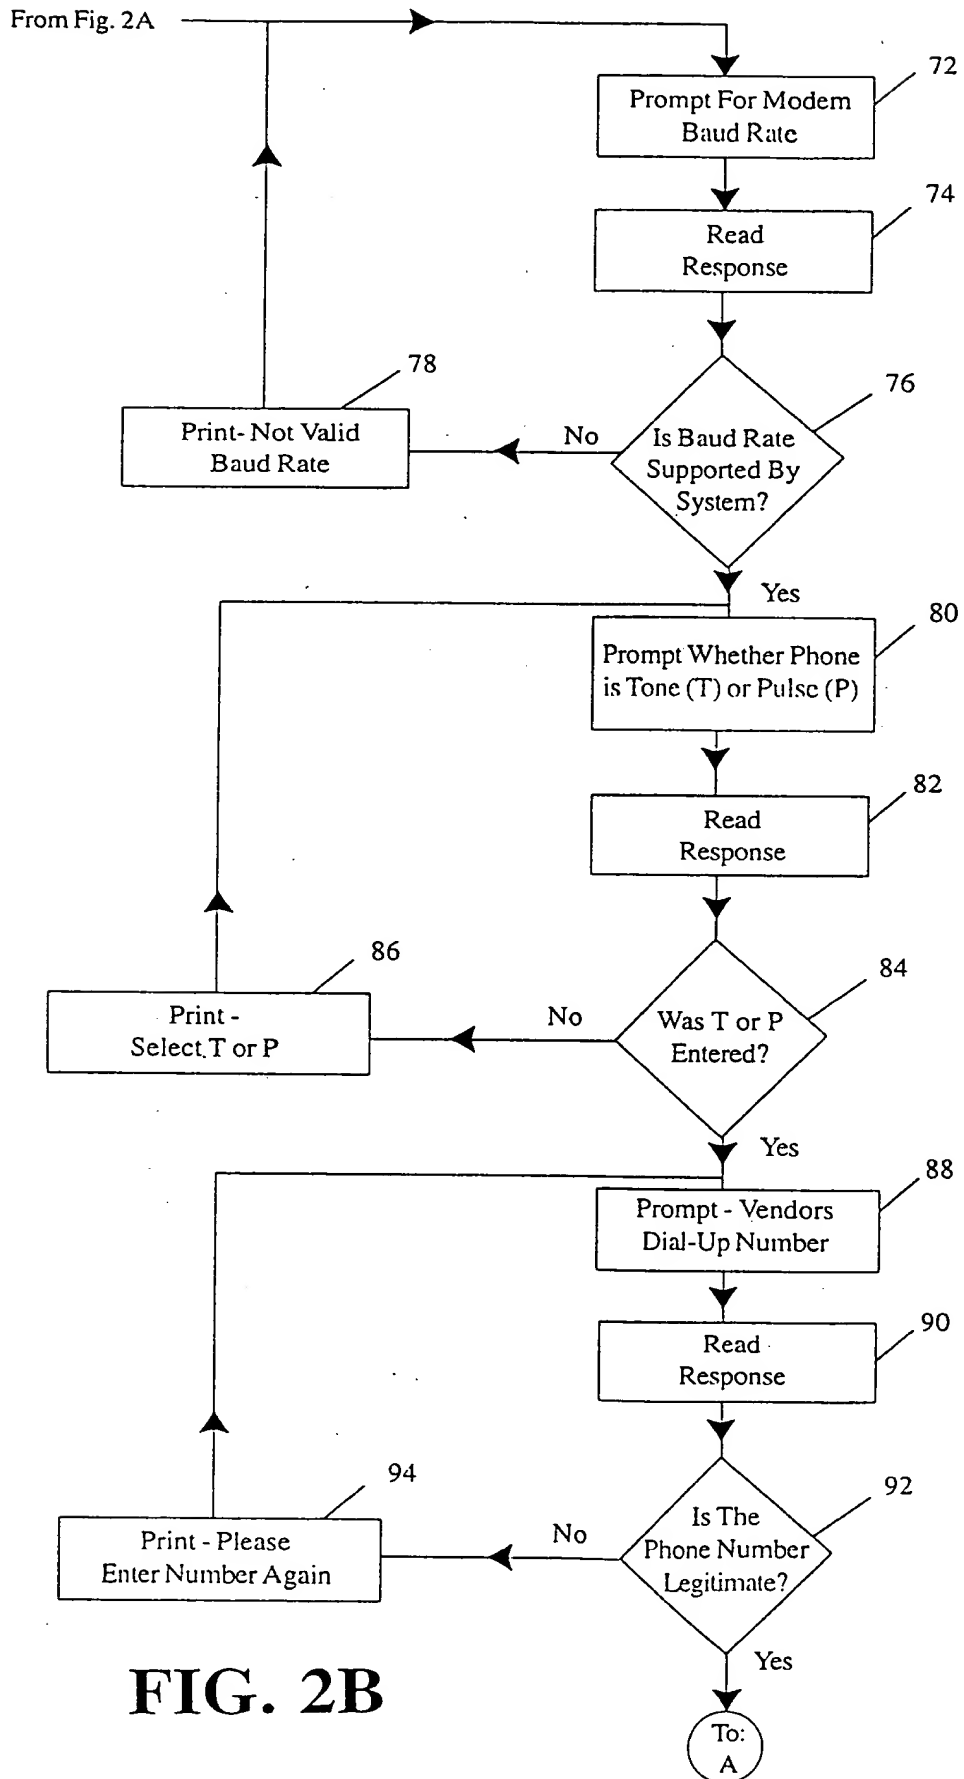 From Fig. 2A
72
Prompt For Modem
Baud Rate
74
Read
Response
78
76
Print- Not Valid
Baud Rate
No
Is Baud Rate
Supported By
System?
Yes
80
Prompt Whether Phone
is Tone (T) or Pulse (P)
82
Read
Response
86
84
Print -
Select T or P
No
Was T or P
Entered?
Yes
88
Prompt - Vendors
Dial-Up Number
90
Read
Response
94
92
Print - Please
Enter Number Again
No
Is The
Phone Number
Legitimate?
Yes
FIG. 2B
To:
A